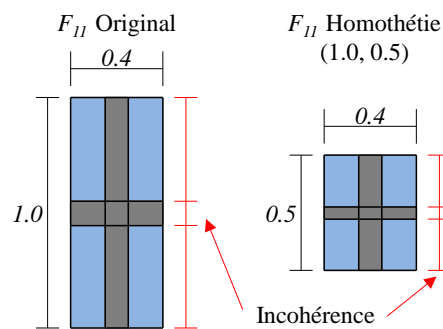 F11 Original
F11 Homothétie
(1.0, 0.5)
0.4
0.4
1.0
0.5
Incohérence